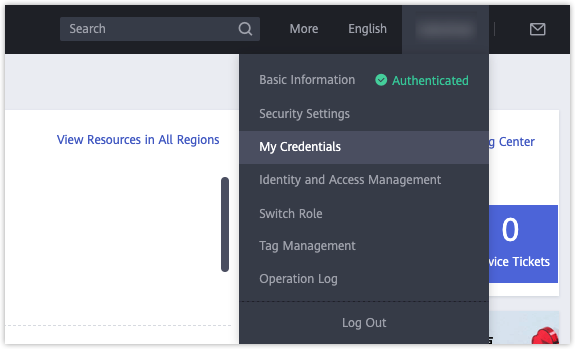 Search
More
English
Basic Information
Authenticated
Security Settings
View Resources in All Regions
My Credentials
Center
Identity and Access Management
Switch Role
0
Tag Management
Tickets
Operation Log
Log Out